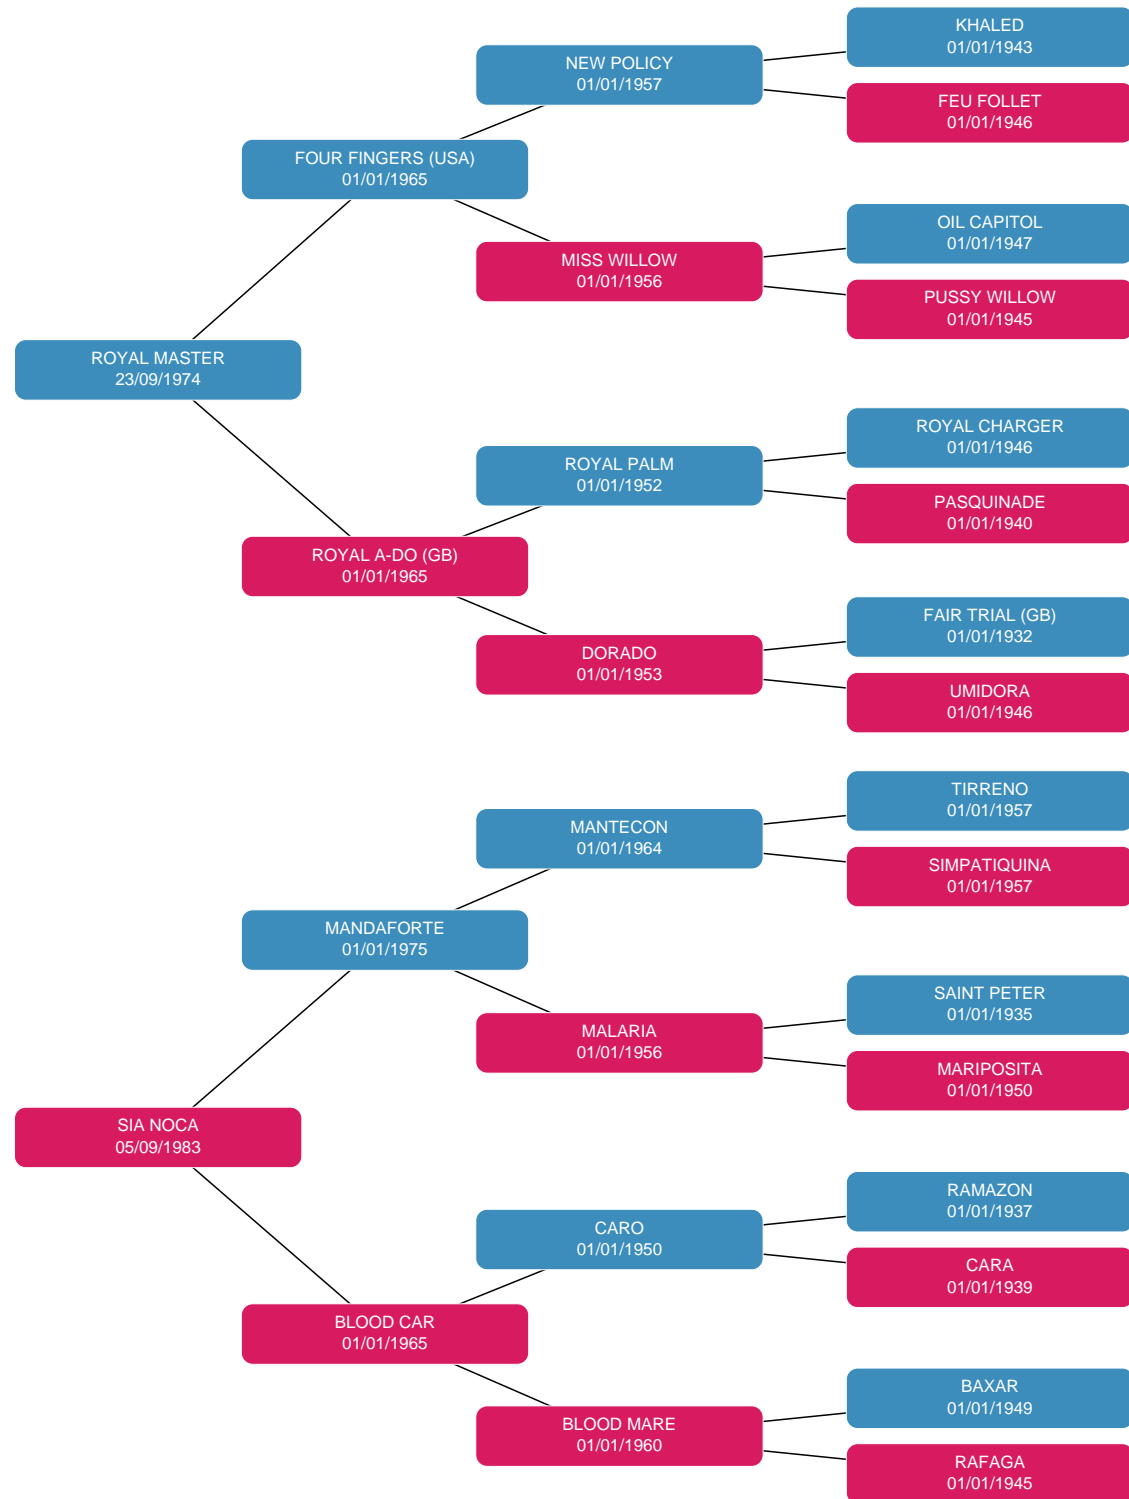 KHALED
01/01/1943
NEW POLICY
01/01/1957
FEU FOLLET
01/01/1946
FOUR FINGERS (USA)
01/01/1965
OIL CAPITOL
01/01/1947
MISS WILLOW
01/01/1956
PUSSY WILLOW
01/01/1945
ROYAL MASTER
23/09/1974
ROYAL CHARGER
01/01/1946
ROYAL PALM
01/01/1952
PASQUINADE
01/01/1940
ROYAL A-DO (GB)
01/01/1965
FAIR TRIAL (GB)
01/01/1932
DORADO
01/01/1953
UMIDORA
01/01/1946
TIRRENO
01/01/1957
MANTECON
01/01/1964
SIMPATIQUINA
01/01/1957
MANDAFORTE
01/01/1975
SAINT PETER
01/01/1935
MALARIA
01/01/1956
MARIPOSITA
01/01/1950
SIA NOCA
05/09/1983
RAMAZON
01/01/1937
CARO
01/01/1950
CARA
01/01/1939
BLOOD CAR
01/01/1965
BAXAR
01/01/1949
BLOOD MARE
01/01/1960
RAFAGA
01/01/1945